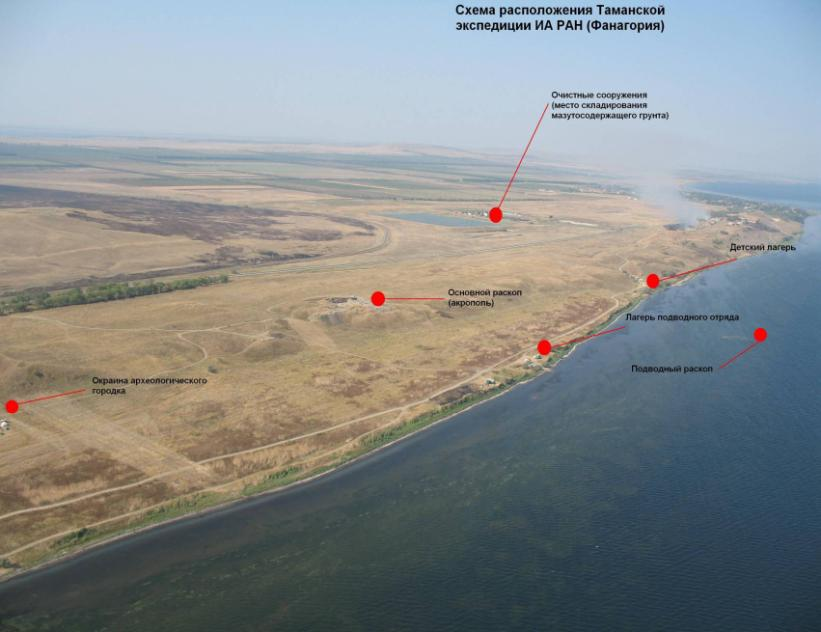 Схема расположения Таманской
экспедиции ИА РАН (Фанагория)
Очистные сооружения
(место складирования
мазутосодержащего грунта)
Детский лагерь
Основной раскоп
(акрополь)
Лагерь подводного отряда
Подводный раскоп
Окраина археологического
городка